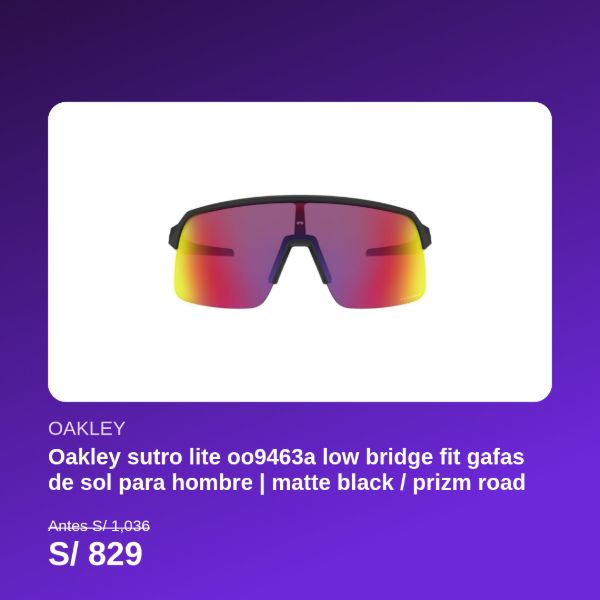 OAKLEY
Oakley sutro lite oo9463a low bridge fit gafas
de sol para hombre | matte black / prizm road
Antes S/ 1,036
S/ 829